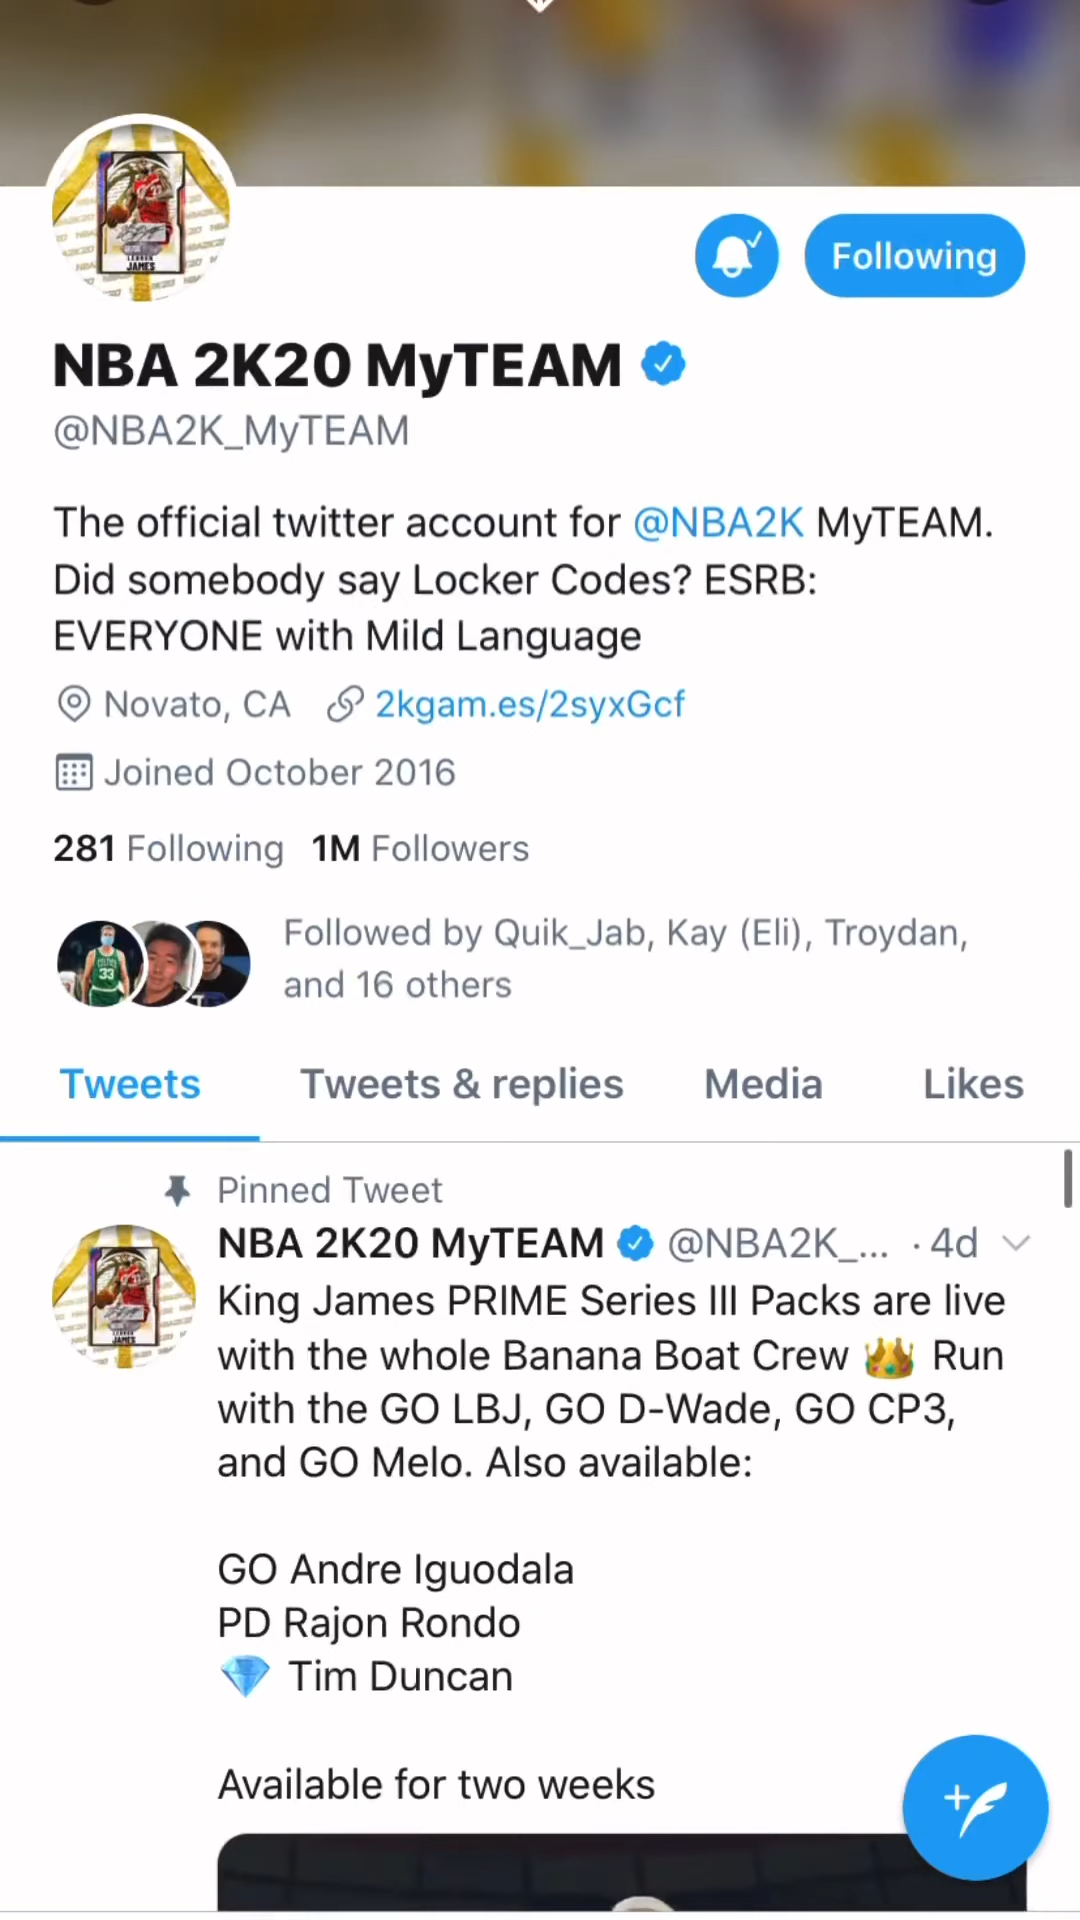 JAMES
Following
NBA 2K20 MyTEAM
@NBA2K_MyTEAM
The official twitter account for @NBA2K MyTEAM.
Did somebody say Locker Codes? ESRB:
EVERYONE with Mild Language
Novato, CA 2kgam.es/2syxGcf
Joined October 2016
281 Following 1M Followers
Followed by Quik_Jab, Kay (Eli), Troydan,
and 16 others
Tweets Tweets & replies Media Likes
Pinned Tweet
NBA 2K20 MyTEAM @NBA2K_... · 4d
King James PRIME Series III Packs are live
with the whole Banana Boat Crew 👑 Run
with the GO LBJ, GO D-Wade, GO CP3,
and GO Melo. Also available:
GO Andre Iguodala
PD Rajon Rondo
💎 Tim Duncan
Available for two weeks